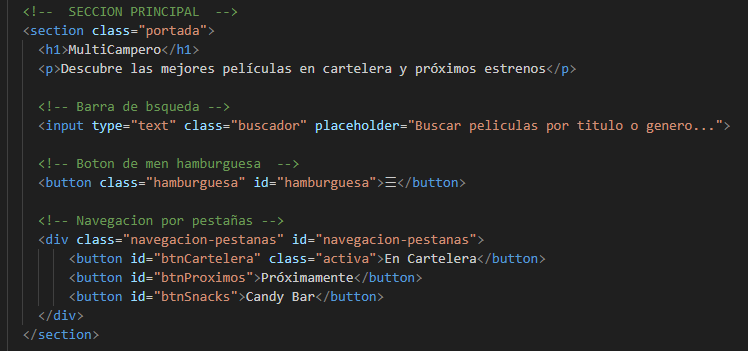 <!--  SECCION PRINCIPAL  -->
<section class="portada">
<h1>MultiCampero</h1>
<p>Descubre las mejores películas en cartelera y próximos estrenos</p>
<!-- Barra de bsqueda -->
<input type="text" class="buscador" placeholder="Buscar peliculas por titulo o genero...">
<!-- Boton de men hamburguesa  -->
<button class="hamburguesa" id="hamburguesa">☰</button>
<!-- Navegacion por pestañas -->
<div class="navegacion-pestanas" id="navegacion-pestanas">
<button id="btnCartelera" class="activa">En Cartelera</button>
<button id="btnProximos">Próximamente</button>
<button id="btnSnacks">Candy Bar</button>
</div>
</section>